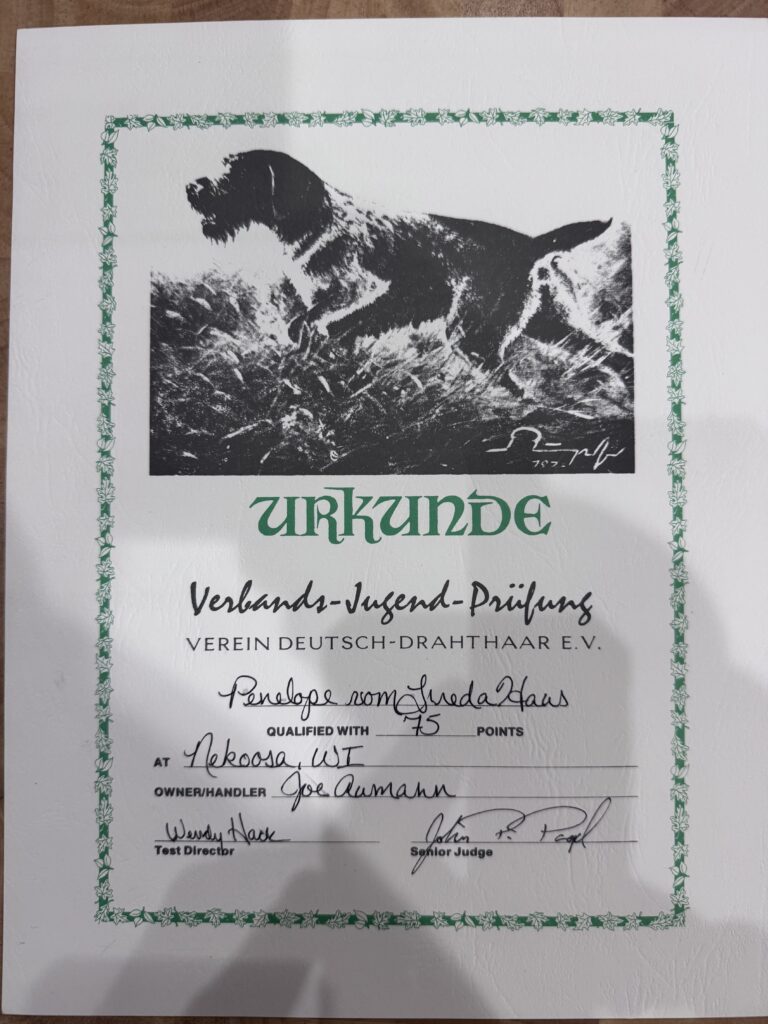 URKUNDE
Verbands-Jugend-Prüfung
VEREIN DEUTSCH-DRAHTHAAR E.V.
Penelope vom Haus
QUALIFIED WITH 75 POINTS
AT Nekoosa, WI
OWNER/HANDLER Joe Aumann
Wendy Hack John P.
Test Director Senior Judge